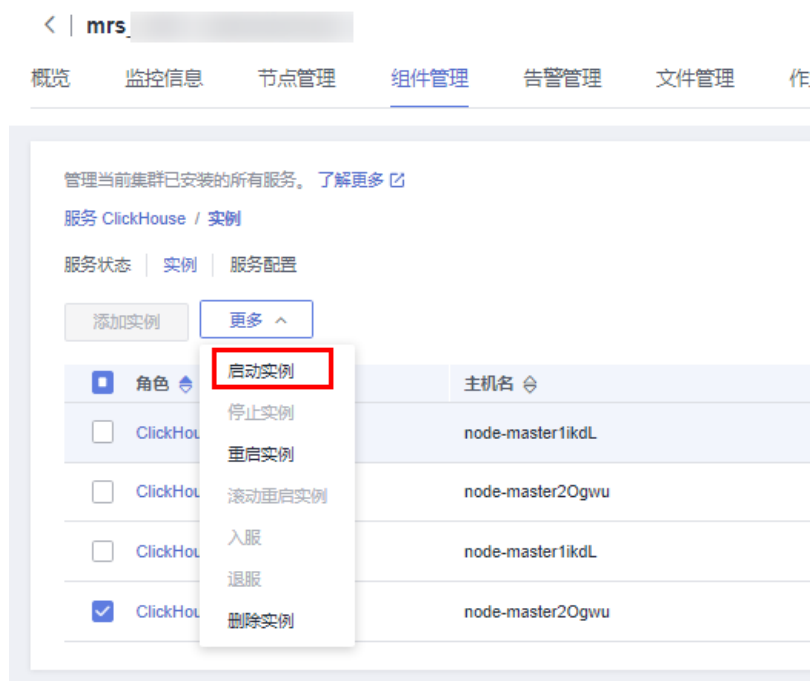 mrs_
概览 监控信息 节点管理 组件管理 告警管理 文件管理
管理当前集群已安装的所有服务。 了解更多
服务 ClickHouse / 实例
服务状态 实例 服务配置
添加实例 更多
启动实例
角色 主机名
停止实例
ClickHou node-master1ikdL
重启实例
ClickHou node-master2Ogwu
滚动重启实例
入服
ClickHou node-master1ikdL
退服
ClickHou node-master2Ogwu
删除实例